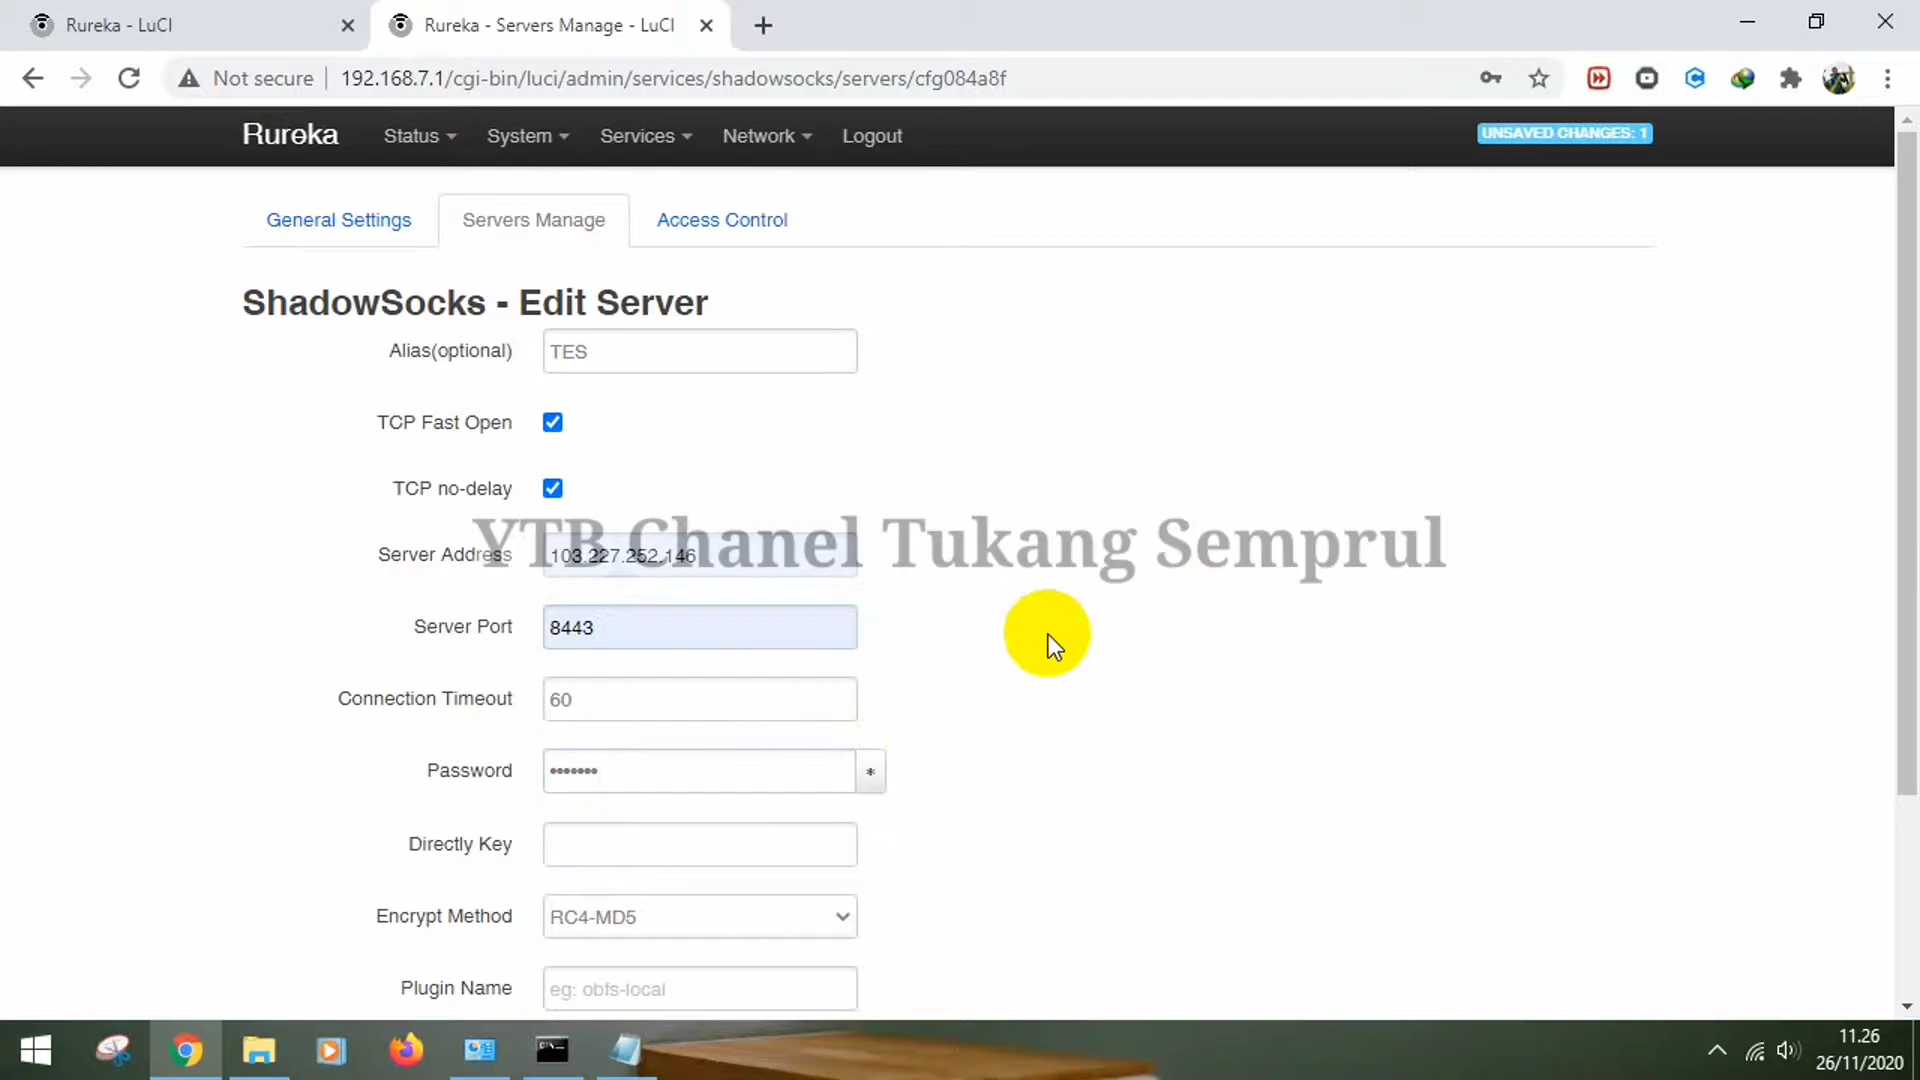 Rureka - LuCI
Rureka - Servers Manage - LuCI
Not secure
192.168.7.1/cgi-bin/luci/admin/services/shadowsocks/servers/cfg084a8f
Rureka
Status
System
Services
Network
Logout
UNSAVED CHANGES: 1
General Settings
Servers Manage
Access Control
ShadowSocks - Edit Server
Alias(optional)
TES
TCP Fast Open
TCP no-delay
Server Address
103.227.252.146
YTB Chanel Tukang Semprul
Server Port
8443
Connection Timeout
60
Password
•••••••
*
Directly Key
Encrypt Method
RC4-MD5
Plugin Name
eg: obfs-local
11.26
26/11/2020